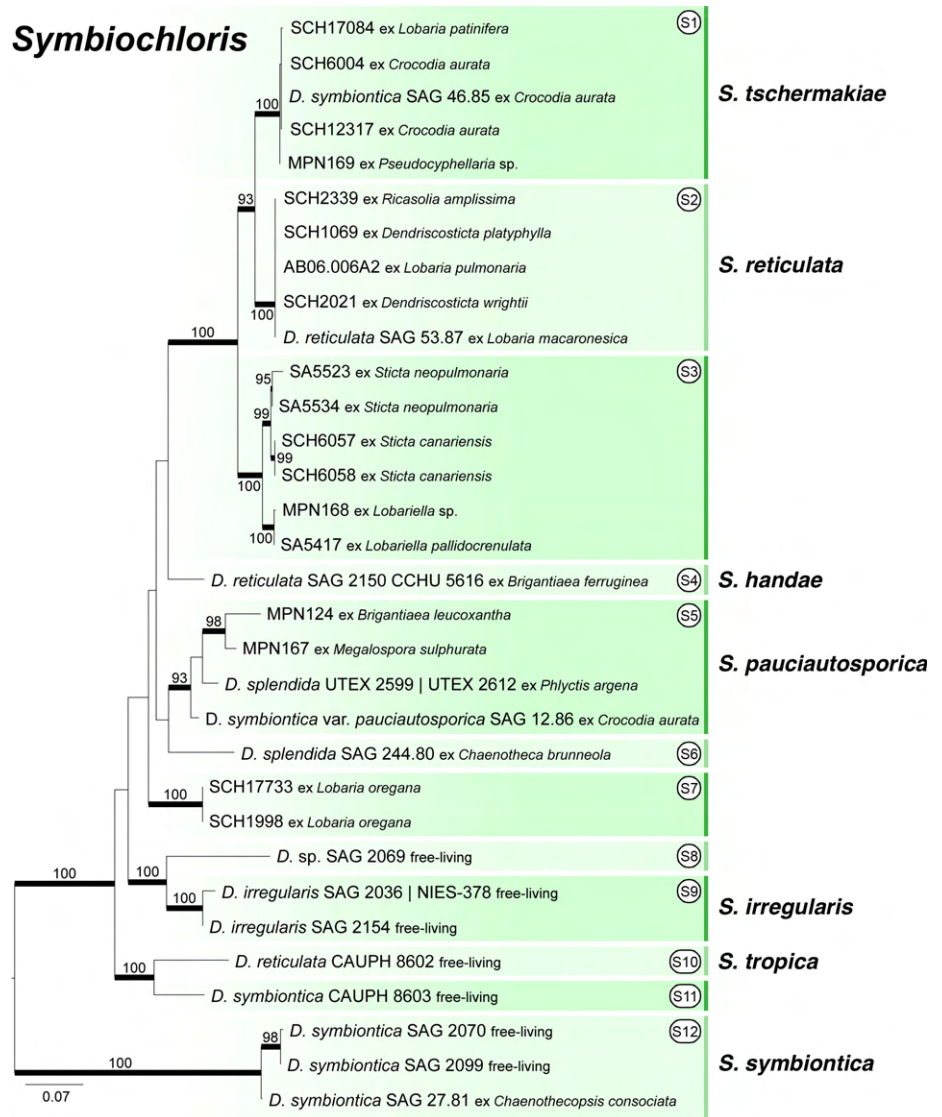 Symbiochloris
SCH17084 ex Lobaria patinifera
S1
SCH6004 ex Crocodia aurata
D. symbiontica SAG 46.85 ex Crocodia aurata
S. tschermakiae
100
SCH12317 ex Crocodia aurata
MPN169 ex Pseudocyphellaria sp.
93
SCH2339 ex Ricasolia amplissima
S2
SCH1069 ex Dendriscosticta platyphylla
AB06.006A2 ex Lobaria pulmonaria
S. reticulata
SCH2021 ex Dendriscosticta wrightii
100
D. reticulata SAG 53.87 ex Lobaria macaronesica
100
95
SA5523 ex Sticta neopulmonaria
S3
99
SA5534 ex Sticta neopulmonaria
SCH6057 ex Sticta canariensis
99
SCH6058 ex Sticta canariensis
100
MPN168 ex Lobariella sp.
100
SA5417 ex Lobariella pallidocrenulata
D. reticulata SAG 2150 CCHU 5616 ex Brigantiaea ferruginea
S4
S. handae
98
MPN124 ex Brigantiaea leucoxantha
S5
MPN167 ex Megalospora sulphurata
S. pauciautosporica
93
D. splendida UTEX 2599 | UTEX 2612 ex Phlyctis argena
D. symbiontica var. pauciautosporica SAG 12.86 ex Crocodia aurata
D. splendida SAG 244.80 ex Chaenotheca brunneola
S6
100
SCH17733 ex Lobaria oregana
S7
SCH1998 ex Lobaria oregana
D. sp. SAG 2069 free-living
S8
100
100
100
D. irregularis SAG 2036 | NIES-378 free-living
S9
S. irregularis
D. irregularis SAG 2154 free-living
D. reticulata CAUPH 8602 free-living
S10
S. tropica
100
D. symbiontica CAUPH 8603 free-living
S11
98
D. symbiontica SAG 2070 free-living
S12
D. symbiontica SAG 2099 free-living
S. symbiontica
100
D. symbiontica SAG 27.81 ex Chaenothecopsis consociata
0.07